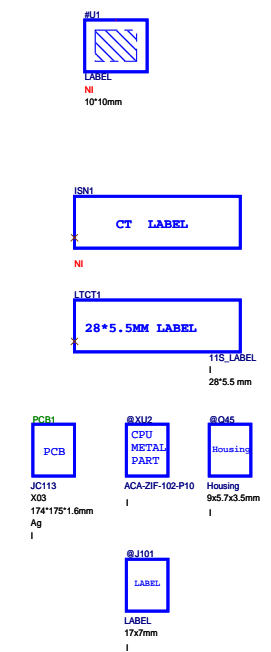 #U1
LABEL
NI
10*10mm
ISN1
CT LABEL
NI
LTCT1
28*5.5MM LABEL
11S_LABEL
I
28*5.5 mm
PCB1
PCB
JC113
X03
174*175*1.6mm
Ag
I
@XU2
CPU
METAL
PART
ACA-ZIF-102-P10
I
@Q45
Housing
Housing
9x5.7x3.5mm
I
@J101
LABEL
LABEL
17x7mm
I